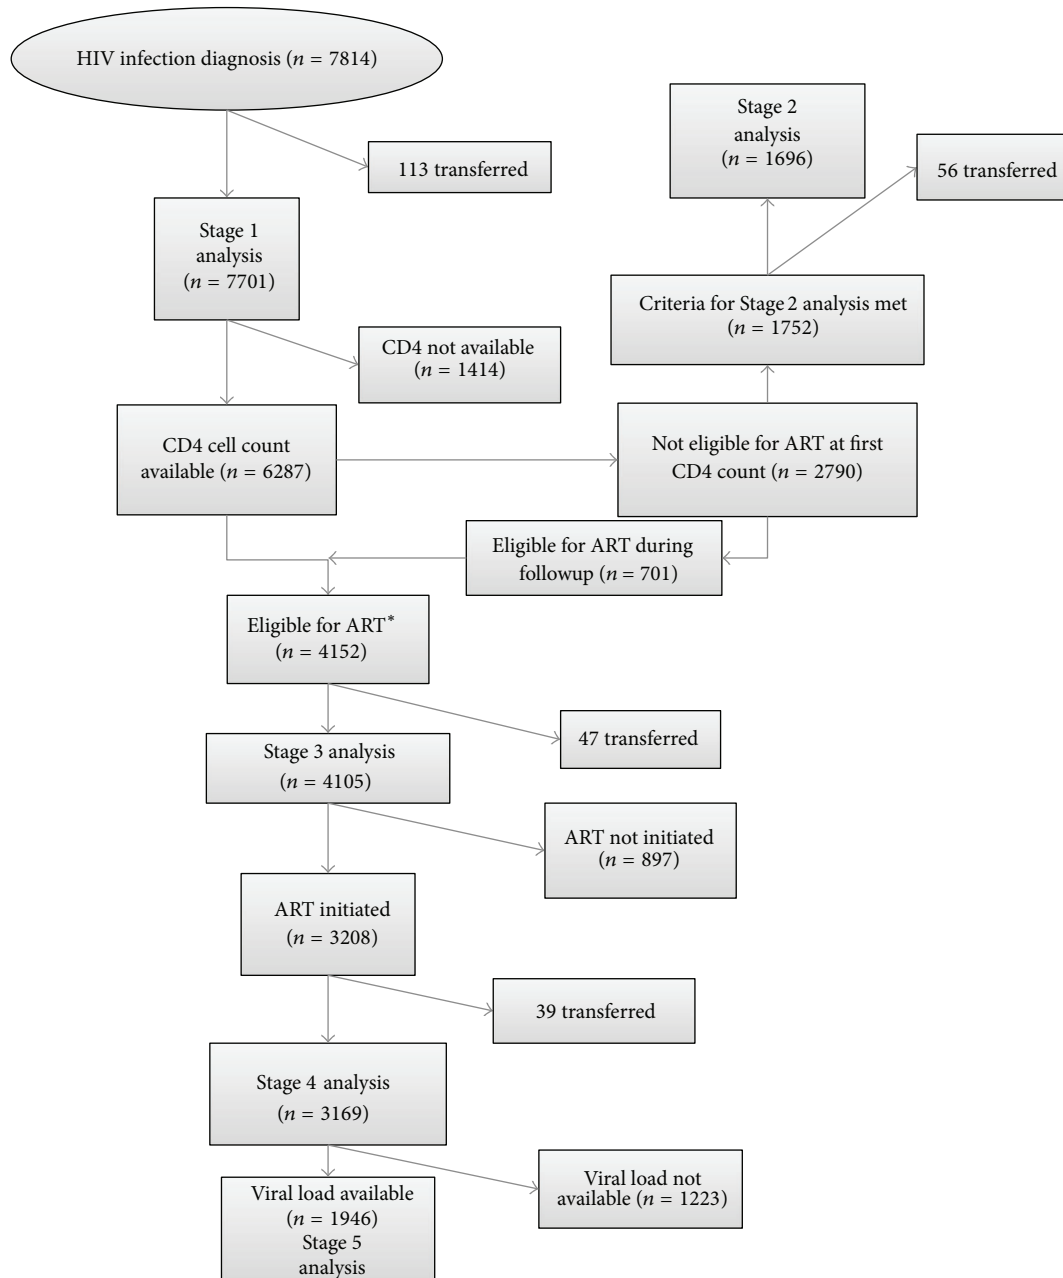 HIV infection diagnosis (n = 7814)
113 transferred
Stage 1
analysis
(n = 7701)
CD4 not available
(n = 1414)
CD4 cell count
available (n = 6287)
Stage 2
analysis
(n = 1696)
56 transferred
Criteria for Stage 2 analysis met
(n = 1752)
Not eligible for ART at first
CD4 count (n = 2790)
Eligible for ART during
followup (n = 701)
Eligible for ART*
(n = 4152)
47 transferred
Stage 3 analysis
(n = 4105)
ART not initiated
(n = 897)
ART initiated
(n = 3208)
39 transferred
Stage 4 analysis
(n = 3169)
Viral load not
available (n = 1223)
Viral load available
(n = 1946)
Stage 5
analysis